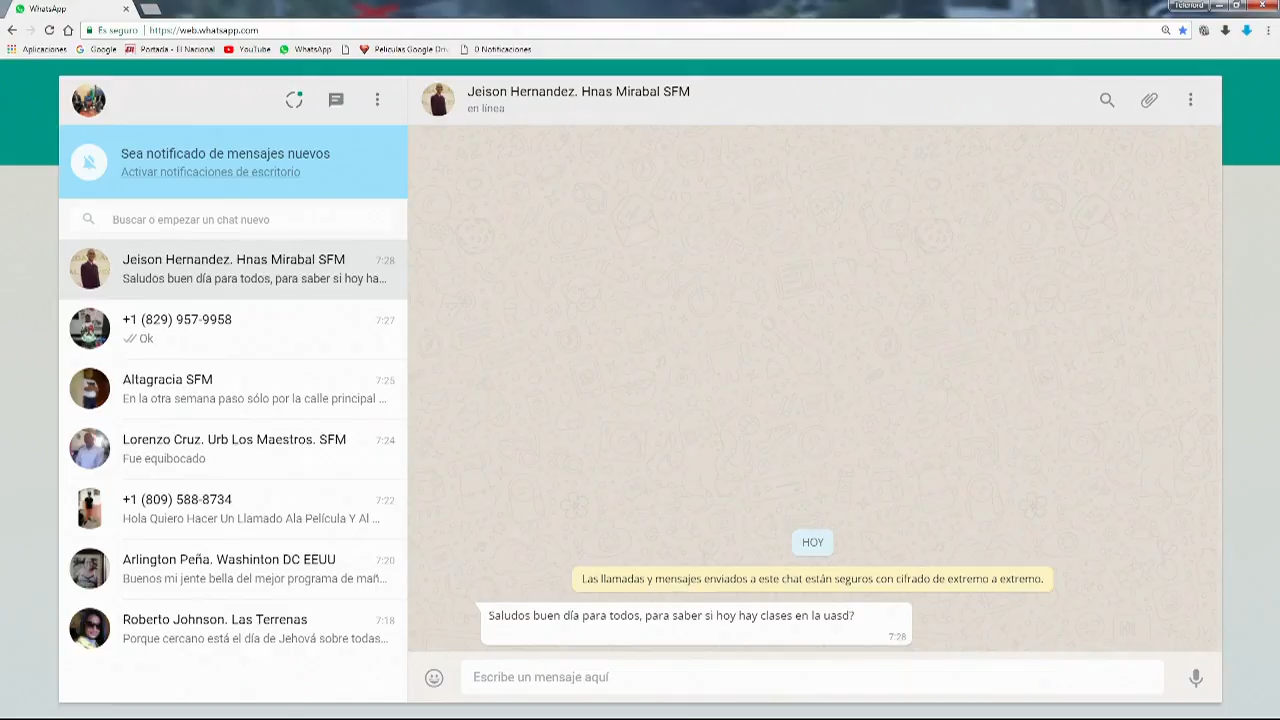 WhatsApp
Telenord
Es seguro
https://web.whatsapp.com
Aplicaciones
Google
Portada - El Nacional
YouTube
WhatsApp
Peliculas Google Dri
0 Notificaciones
Jeison Hernandez. Hnas Mirabal SFM
en línea
Sea notificado de mensajes nuevos
Activar notificaciones de escritorio
Buscar o empezar un chat nuevo
Jeison Hernandez. Hnas Mirabal SFM 7:28
Saludos buen día para todos, para saber si hoy ha...
+1 (829) 957-9958 7:27
Ok
Altagracia SFM 7:25
En la otra semana paso sólo por la calle principal ...
Lorenzo Cruz. Urb Los Maestros. SFM 7:24
Fue equibocado
+1 (809) 588-8734 7:22
Hola Quiero Hacer Un Llamado Ala Película Y Al ...
Arlington Peña. Washinton DC EEUU 7:20
Buenos mi jente bella del mejor programa de mañ...
Roberto Johnson. Las Terrenas 7:18
Porque cercano está el día de Jehová sobre todas...
HOY
Las llamadas y mensajes enviados a este chat están seguros con cifrado de extremo a extremo.
Saludos buen día para todos, para saber si hoy hay clases en la uasd?
7:28
Escribe un mensaje aquí